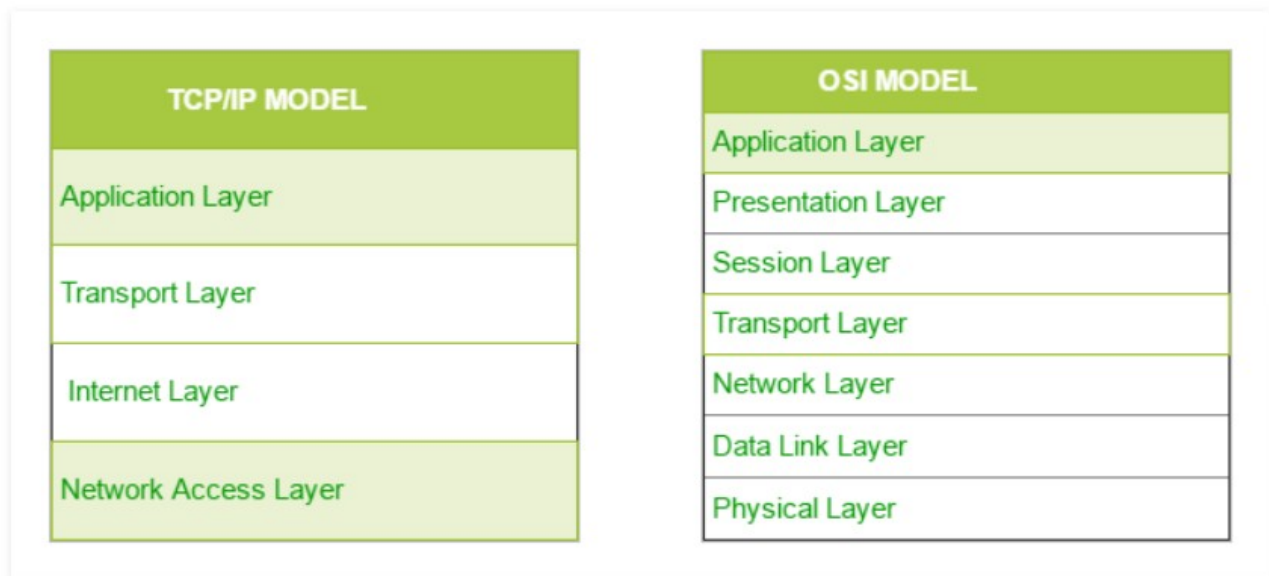 TCP/IP MODEL
Application Layer
Transport Layer
Internet Layer
Network Access Layer
OSI MODEL
Application Layer
Presentation Layer
Session Layer
Transport Layer
Network Layer
Data Link Layer
Physical Layer